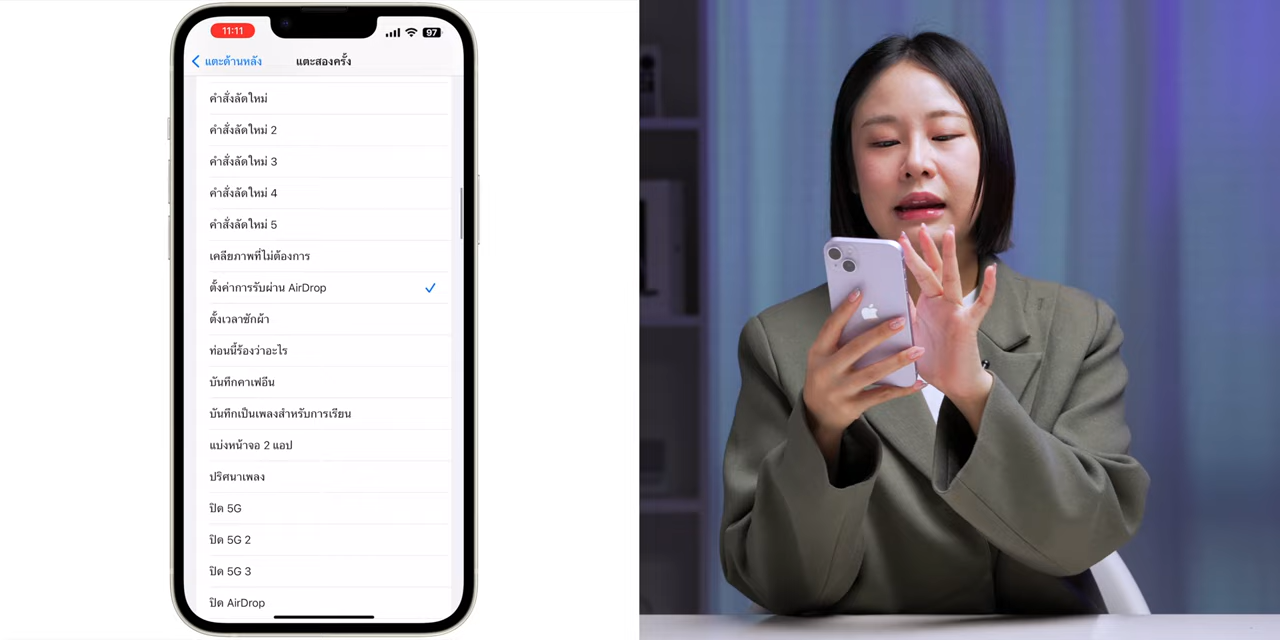 11:11
97
แตะด้านหลัง
แตะสองครั้ง
คำสั่งลัดใหม่
คำสั่งลัดใหม่ 2
คำสั่งลัดใหม่ 3
คำสั่งลัดใหม่ 4
คำสั่งลัดใหม่ 5
เคลียภาพที่ไม่ต้องการ
ตั้งค่าการรับผ่าน AirDrop
ตั้งเวลาซักผ้า
ท่อนนี้ร้องว่าอะไร
บันทึกคาเฟอีน
บันทึกเป็นเพลงสำหรับการเรียน
แบ่งหน้าจอ 2 แอป
ปริศนาเพลง
ปิด 5G
ปิด 5G 2
ปิด 5G 3
ปิด AirDrop